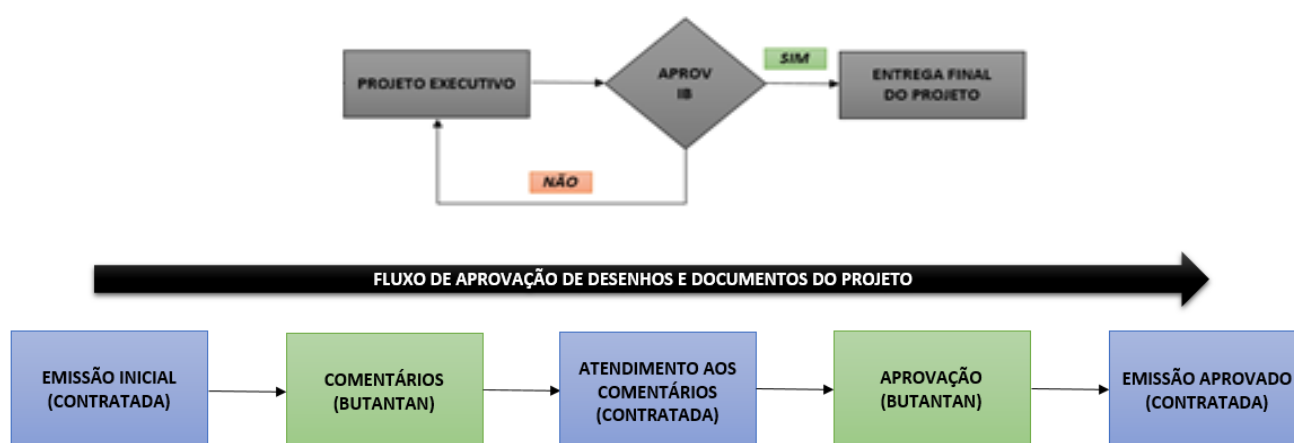 PROJETO EXECUTIVO
APROV
IB
SIM
ENTREGA FINAL
DO PROJETO
NÃO
FLUXO DE APROVAÇÃO DE DESENHOS E DOCUMENTOS DO PROJETO
EMISSÃO INICIAL
(CONTRATADA)
COMENTÁRIOS
(BUTANTAN)
ATENDIMENTO AOS
COMENTÁRIOS
(CONTRATADA)
APROVAÇÃO
(BUTANTAN)
EMISSÃO APROVADO
(CONTRATADA)